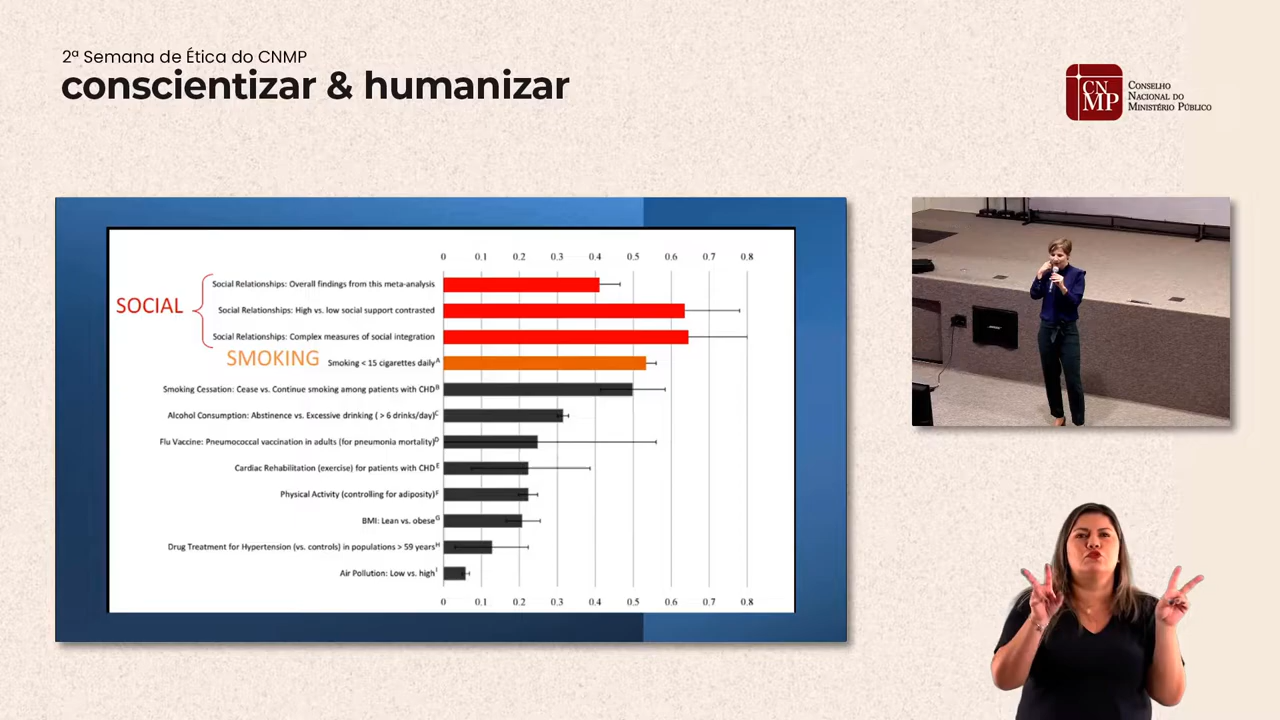 2ª Semana de Ética do CNMP
conscientizar & humanizar
CN
MP
CONSELHO
NACIONAL DO
MINISTÉRIO PÚBLICO
0 0.1 0.2 0.3 0.4 0.5 0.6 0.7 0.8
SOCIAL
Social Relationships: Overall findings from this meta-analysis
Social Relationships: High vs. low social support contrasted
Social Relationships: Complex measures of social integration
SMOKING
Smoking < 15 cigarettes daily^A
Smoking Cessation: Cease vs. Continue smoking among patients with CHD^B
Alcohol Consumption: Abstinence vs. Excessive drinking ( > 6 drinks/day)^C
Flu Vaccine: Pneumococcal vaccination in adults (for pneumonia mortality)^D
Cardiac Rehabilitation (exercise) for patients with CHD^E
Physical Activity (controlling for adiposity)^F
BMI: Lean vs. obese^G
Drug Treatment for Hypertension (vs. controls) in populations > 59 years^H
Air Pollution: Low vs. high^I
0 0.1 0.2 0.3 0.4 0.5 0.6 0.7 0.8